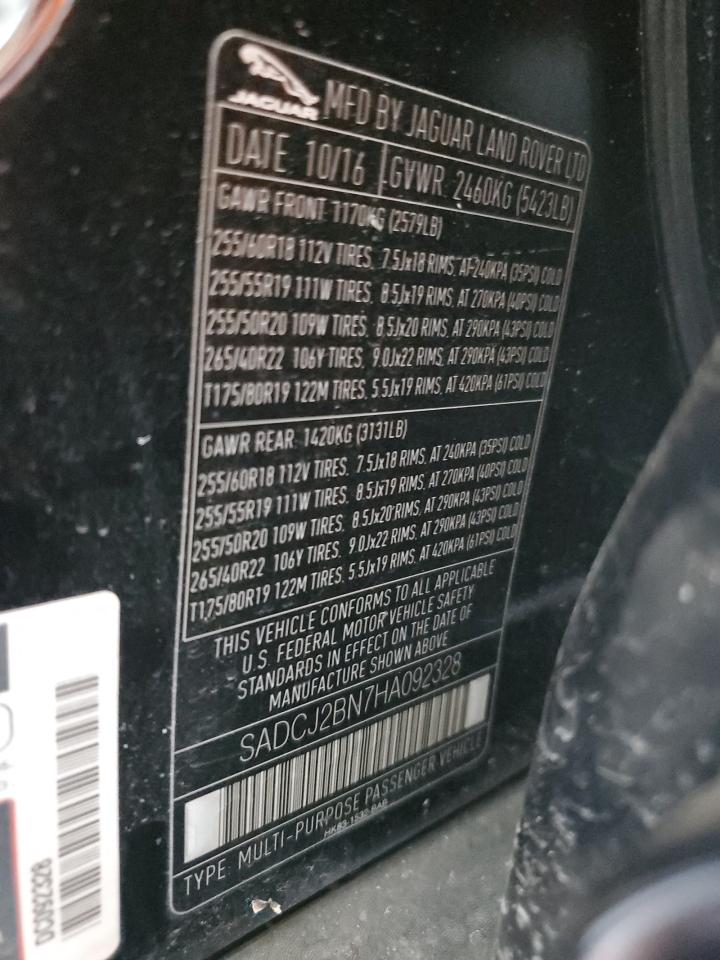 JAGUAR
MFD BY JAGUAR LAND ROVER LTD
DATE: 10/16 GVWR: 2460KG (5423LB)
GAWR FRONT: 1170KG (2579LB)
255/60R18 112V TIRES, 7.5Jx18 RIMS, AT 240KPA (35PSI) COLD
255/55R19 111W TIRES, 8.5Jx19 RIMS, AT 270KPA (40PSI) COLD
255/50R20 109W TIRES, 8.5Jx20 RIMS, AT 290KPA (43PSI) COLD
265/40R22 106Y TIRES, 9.0Jx22 RIMS, AT 290KPA (43PSI) COLD
T175/80R19 122M TIRES, 5.5Jx19 RIMS, AT 420KPA (61PSI) COLD
GAWR REAR: 1420KG (3131LB)
255/60R18 112V TIRES, 7.5Jx18 RIMS, AT 240KPA (35PSI) COLD
255/55R19 111W TIRES, 8.5Jx19 RIMS, AT 270KPA (40PSI) COLD
255/50R20 109W TIRES, 8.5Jx20 RIMS, AT 290KPA (43PSI) COLD
265/40R22 106Y TIRES, 9.0Jx22 RIMS, AT 290KPA (43PSI) COLD
T175/80R19 122M TIRES, 5.5Jx19 RIMS, AT 420KPA (61PSI) COLD
THIS VEHICLE CONFORMS TO ALL APPLICABLE
U.S. FEDERAL MOTOR VEHICLE SAFETY
STANDARDS IN EFFECT ON THE DATE OF
MANUFACTURE SHOWN ABOVE
SADCJ2BN7HA092328
TYPE: MULTI-PURPOSE PASSENGER VEHICLE